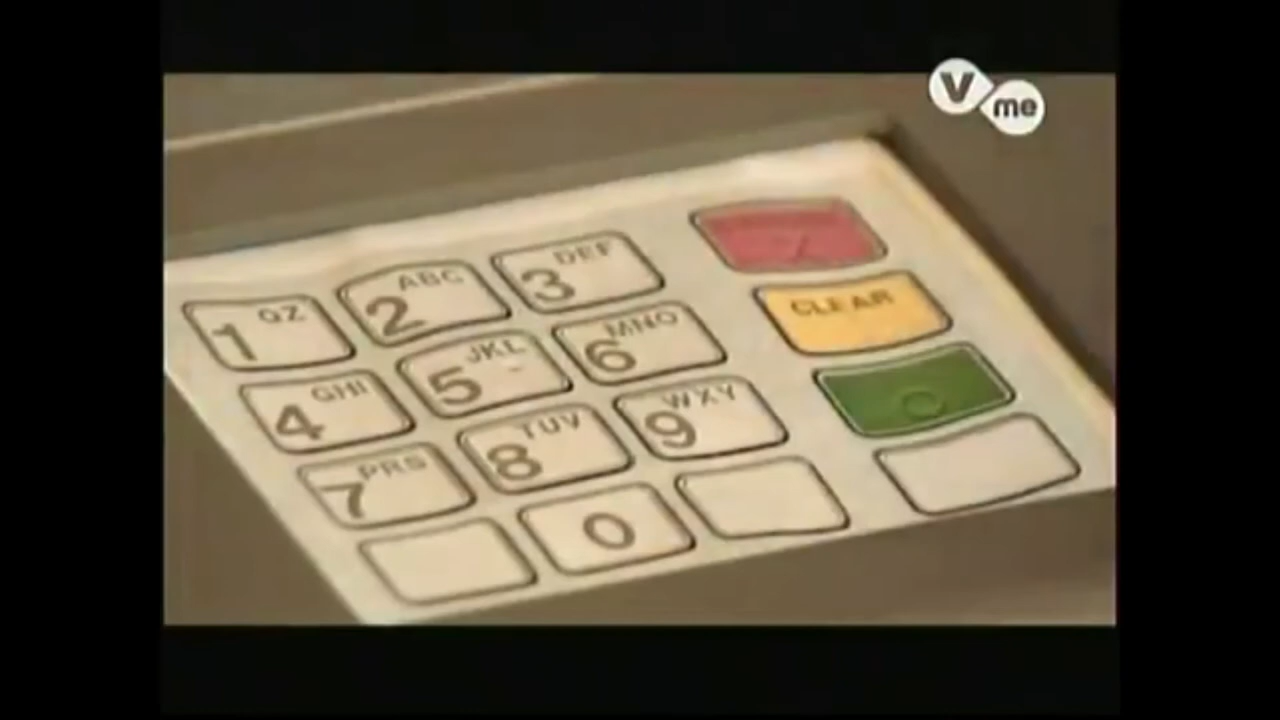 V me
1 QZ
2 ABC
3 DEF
4 GHI
5 JKL
6 MNO
CLEAR
7 PRS
8 TUV
9 WXY
0